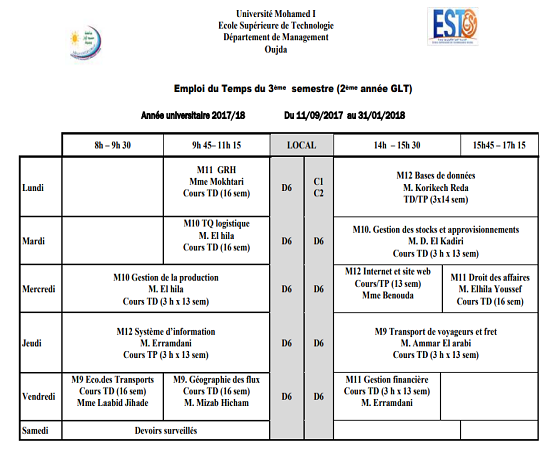 Université Mohamed I
Ecole Supérieure de Technologie
Département de Management
Oujda
EST
Emploi du Temps du 3ème semestre (2ème année GLT)
Année universitaire 2017/18 Du 11/09/2017 au 31/01/2018
8h – 9h 30 9h 45– 11h 15 LOCAL 14h – 15h 30 15h45 – 17h 15
Lundi
M11 GRH
Mme Mokhtari
Cours TD (16 sem)
D6
C1
C2
M12 Bases de données
M. Korikech Reda
TD/TP (3x14 sem)
Mardi
M10 TQ logistique
M. El hila
Cours TD (16 sem)
D6 D6
M10. Gestion des stocks et approvisionnements
M. D. El Kadiri
Cours TD (3 h x 13 sem)
Mercredi
M10 Gestion de la production
M. El hila
Cours TD (3 h x 13 sem)
D6 D6
M12 Internet et site web
Cours/TP (13 sem)
Mme Benouda
M11 Droit des affaires
M. Elhila Youssef
Cours TD (16 sem)
Jeudi
M12 Système d'information
M. Erramdani
Cours TP (3 h x 13 sem)
D6 D6
M9 Transport de voyageurs et fret
M. Ammar El arabi
Cours TD (3 h x 13 sem)
Vendredi
M9 Eco.des Transports
Cours TD (16 sem)
Mme Laabid Jihade
M9. Géographie des flux
Cours TD (16 sem)
M. Mizab Hicham
D6 D6
M11 Gestion financière
Cours TD (3 h x 13 sem)
M. Erramdani
Samedi Devoirs surveillés